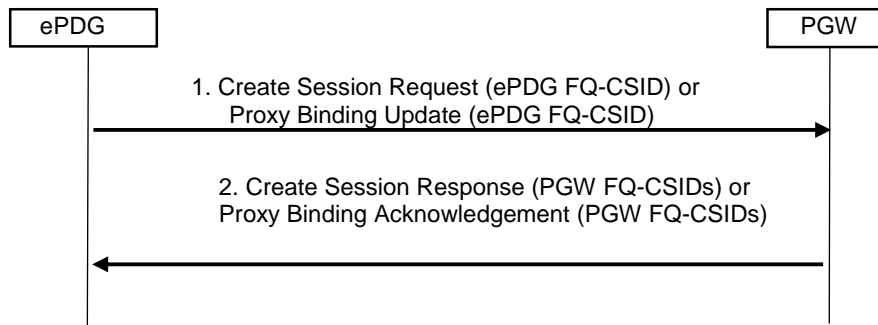 ePDG
PGW
1. Create Session Request (ePDG FQ-CSID) or
Proxy Binding Update (ePDG FQ-CSID)
2. Create Session Response (PGW FQ-CSIDs) or
Proxy Binding Acknowledgement (PGW FQ-CSIDs)